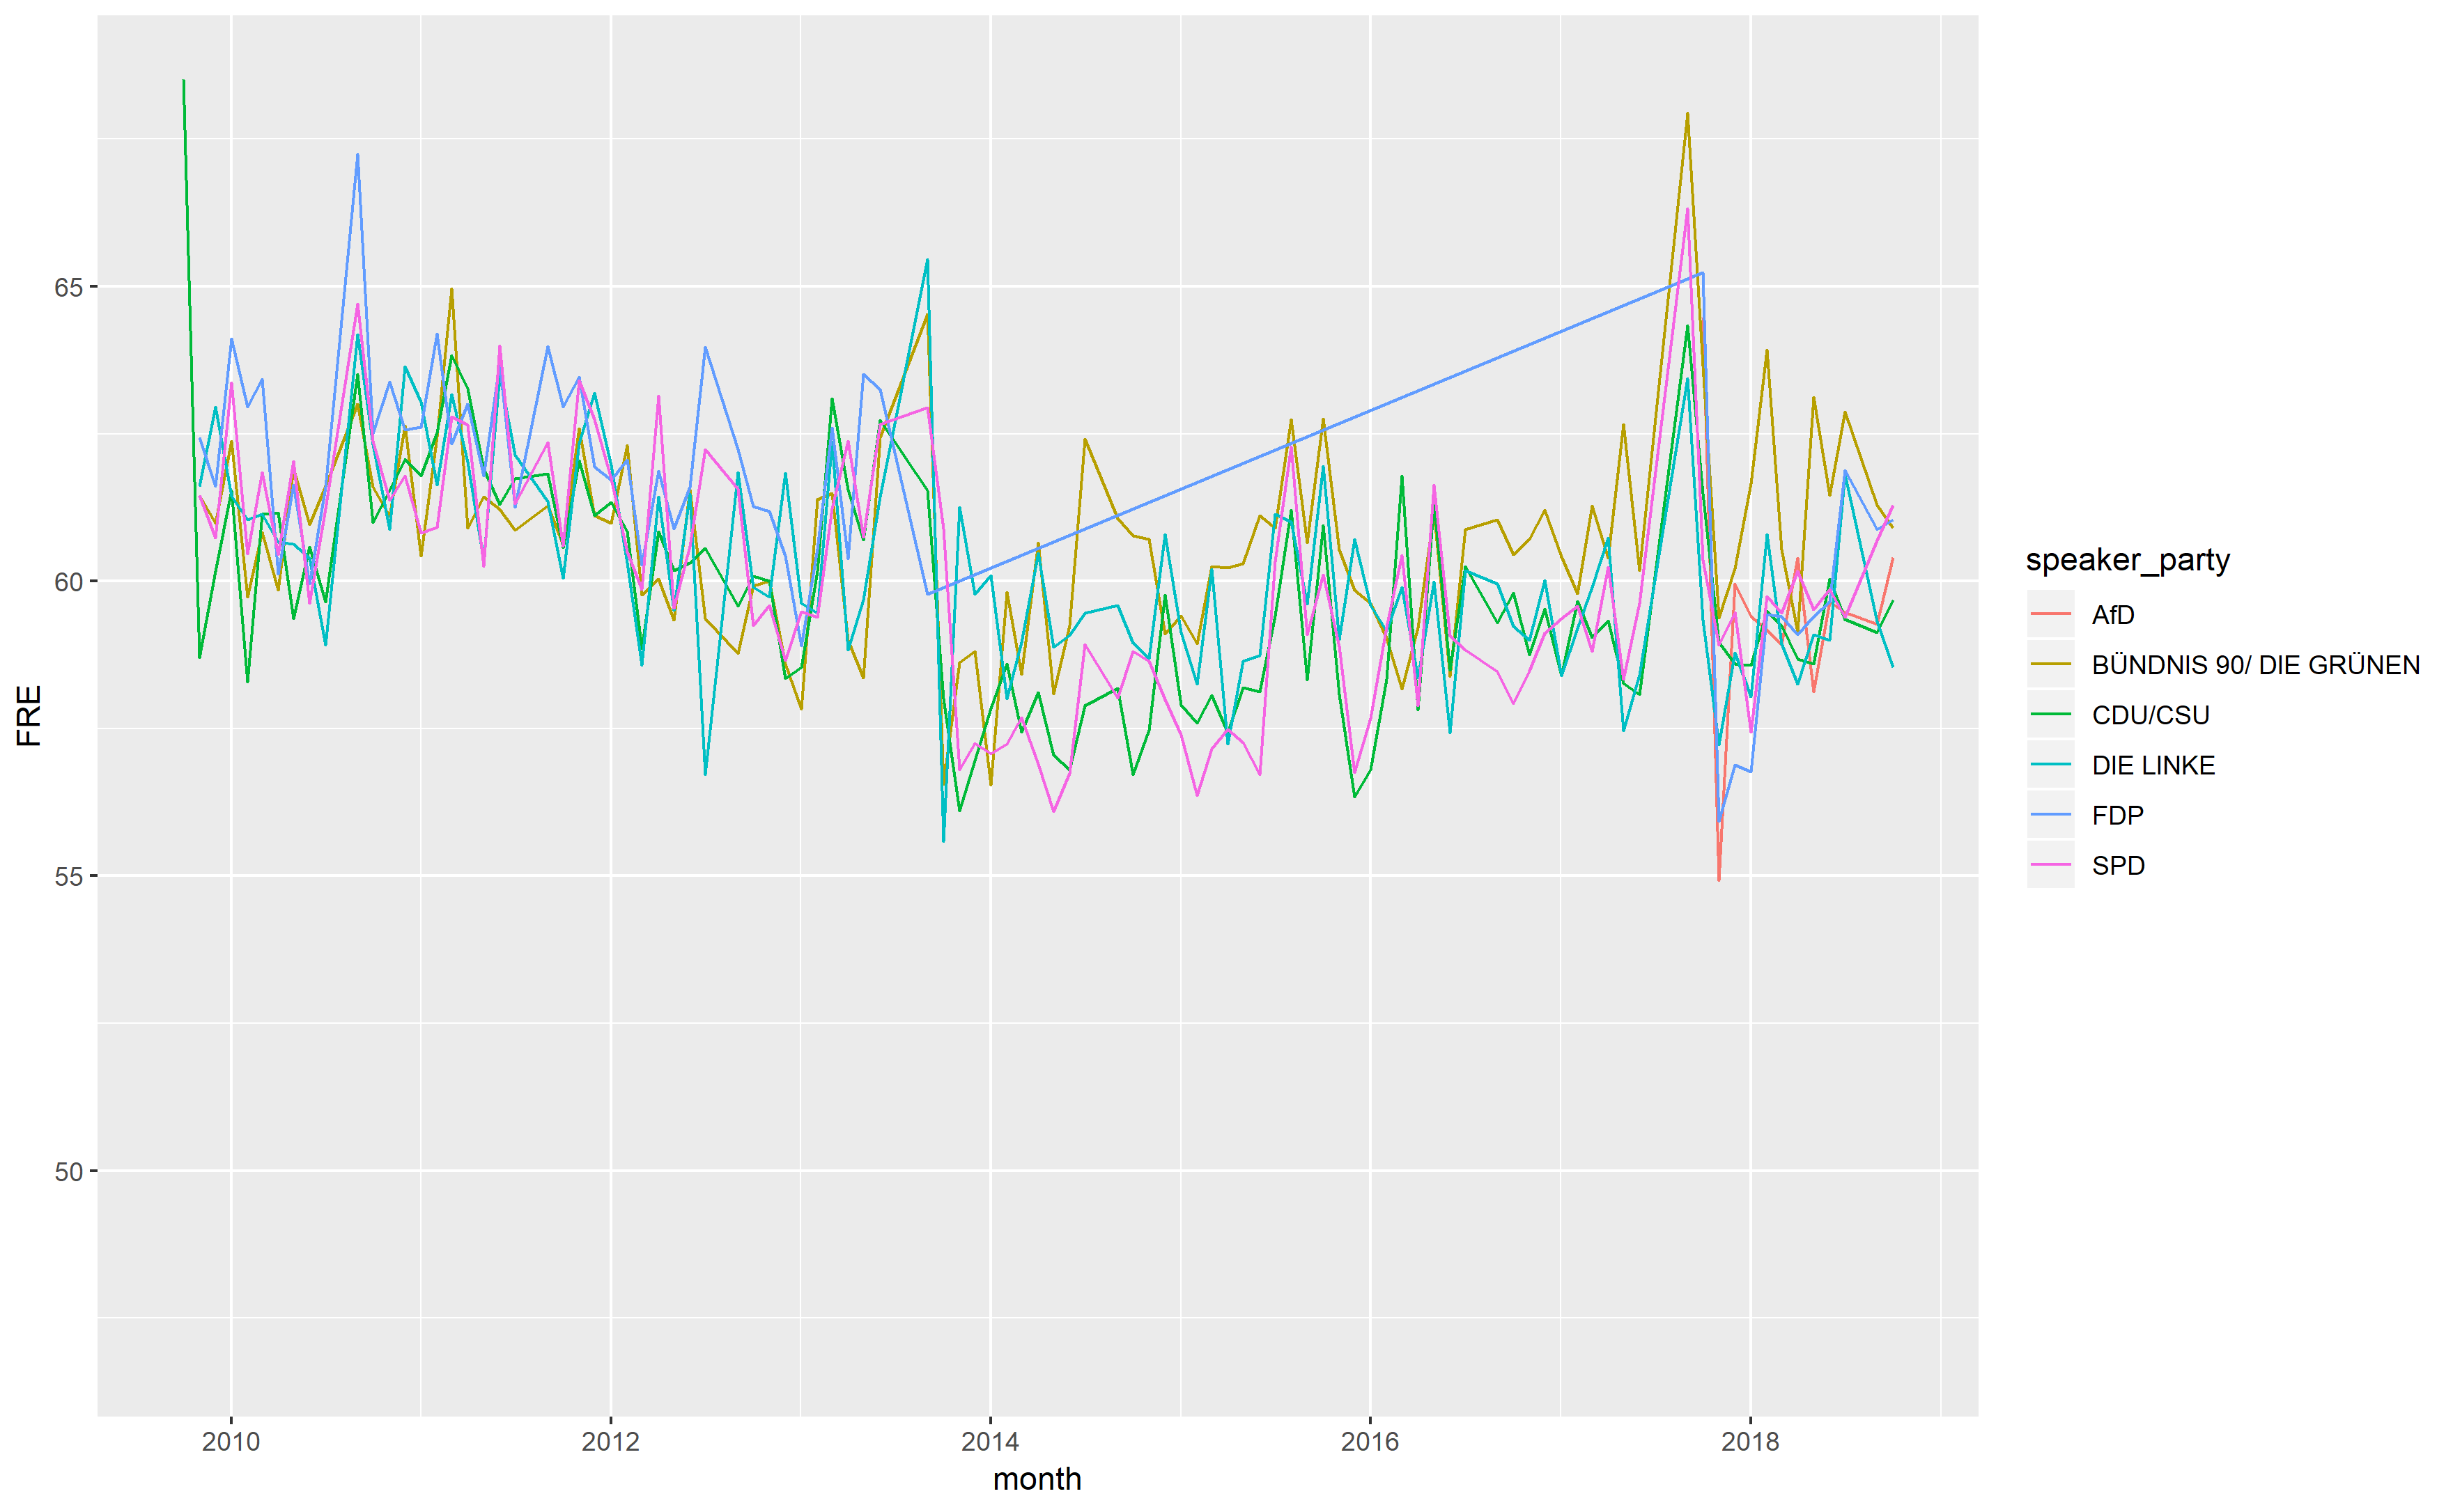 FRE
65
60
55
50
2010
2012
2014
2016
2018
month
speaker_party
AfD
BÜNDNIS 90/ DIE GRÜNEN
CDU/CSU
DIE LINKE
FDP
SPD